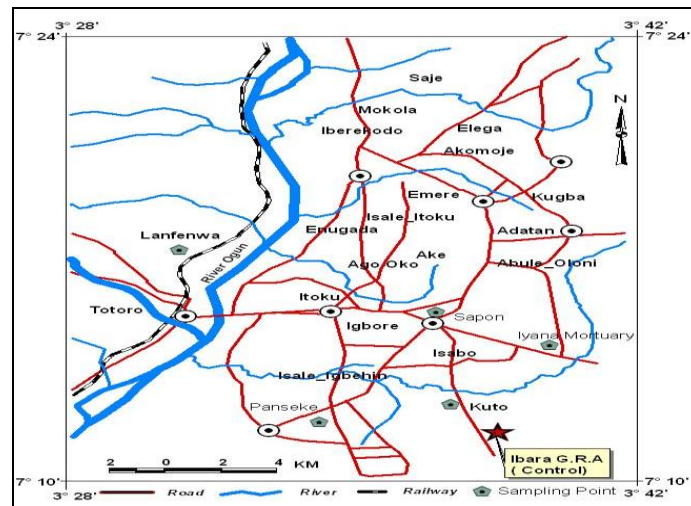 3° 28' 3° 42'
7° 24' 7° 24'
Saje
Mokola
Iberekodo
Elega
Akomoje
N
Emere
Kugba
Isale_Itoku
Enugada
Adatan
Lanfenwa
River Ogun
Ake
Ago Oko
Abule_Oloni
Itoku
Totoro
Sapon
Igbore
Iyana Mortuary
Isabo
Isale_Igbehin
Panseke
Kuto
Ibara G.R.A
( Control)
2 0 2 4 KM
7° 10' 7° 10'
3° 28' Road River Railway Sampling Point 3° 42'